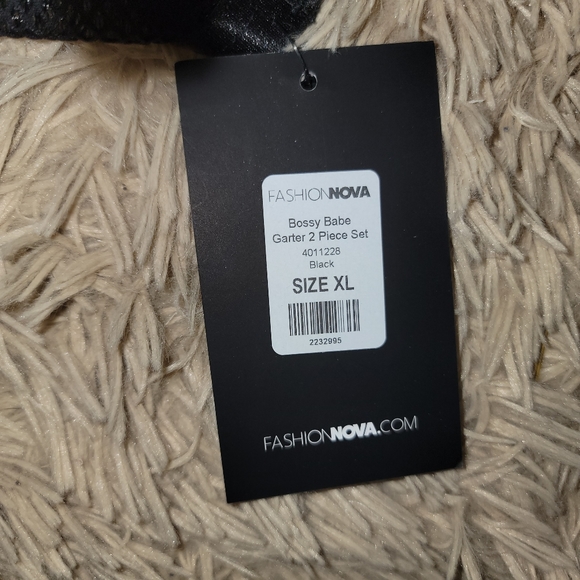 FASHIONNOVA
Bossy Babe
Garter 2 Piece Set
4011228
Black
SIZE XL
2232995
FASHIONNOVA.COM